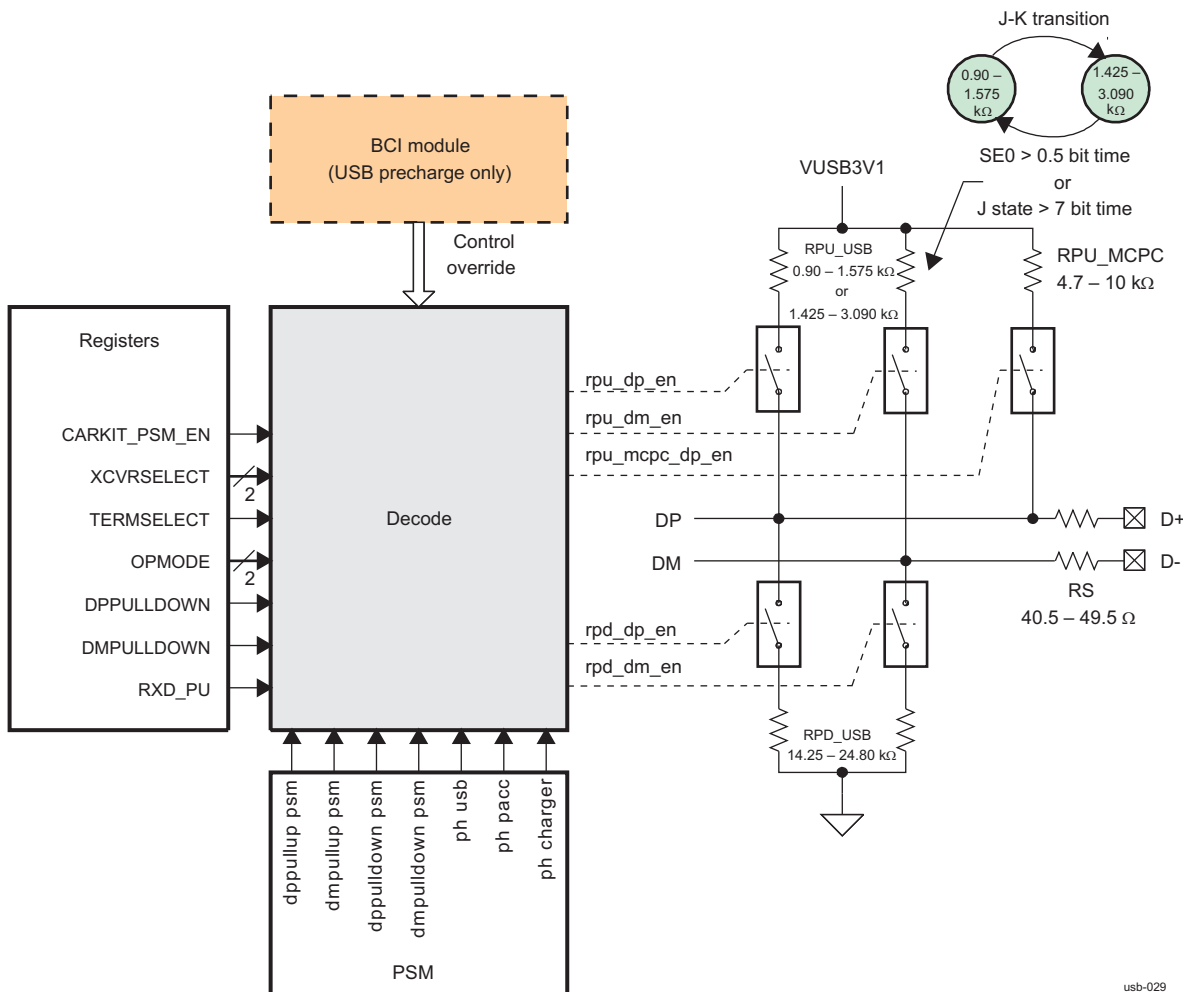 J-K transition
0.90 –
1.575
kΩ
1.425 –
3.090
kΩ
SE0 > 0.5 bit time
or
J state > 7 bit time
BCI module
(USB precharge only)
Control
override
VUSB3V1
RPU_USB
0.90 – 1.575 kΩ
or
1.425 – 3.090 kΩ
RPU_MCPC
4.7 – 10 kΩ
Registers
CARKIT_PSM_EN
XCVRSELECT
2
TERMSELECT
OPMODE
2
DPPULLDOWN
DMPULLDOWN
RXD_PU
Decode
rpu_dp_en
rpu_dm_en
rpu_mcpc_dp_en
DP
DM
D+
D-
RS
40.5 – 49.5 Ω
rpd_dp_en
rpd_dm_en
RPD_USB
14.25 – 24.80 kΩ
dppullup psm
dmpullup psm
dppulldown psm
dmpulldown psm
ph usb
ph pacc
ph charger
PSM
usb-029